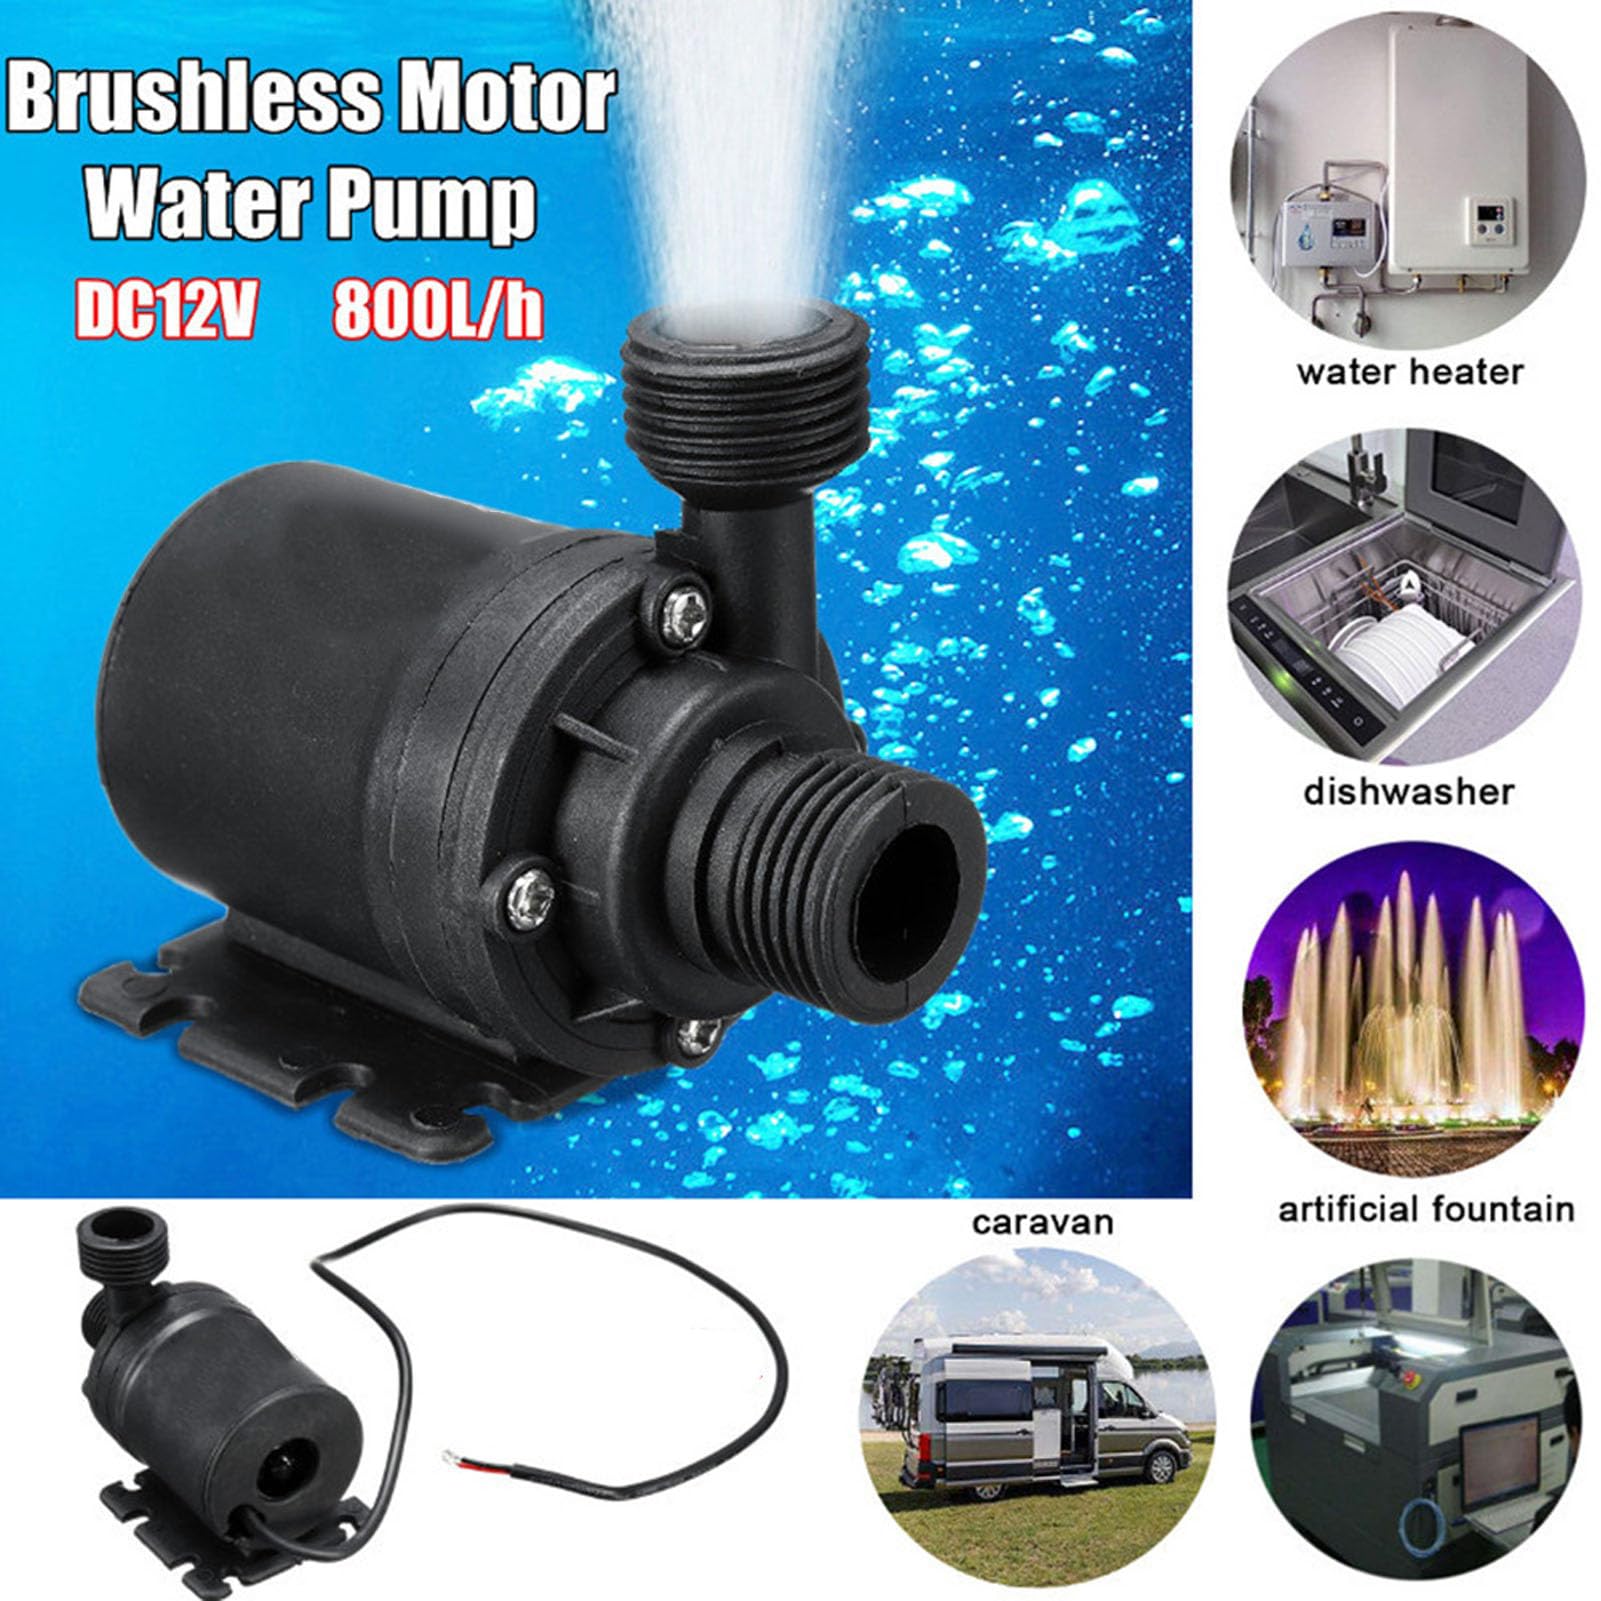 Brushless Motor
Water Pump
DC12V 800L/h
water heater
dishwasher
artificial fountain
caravan